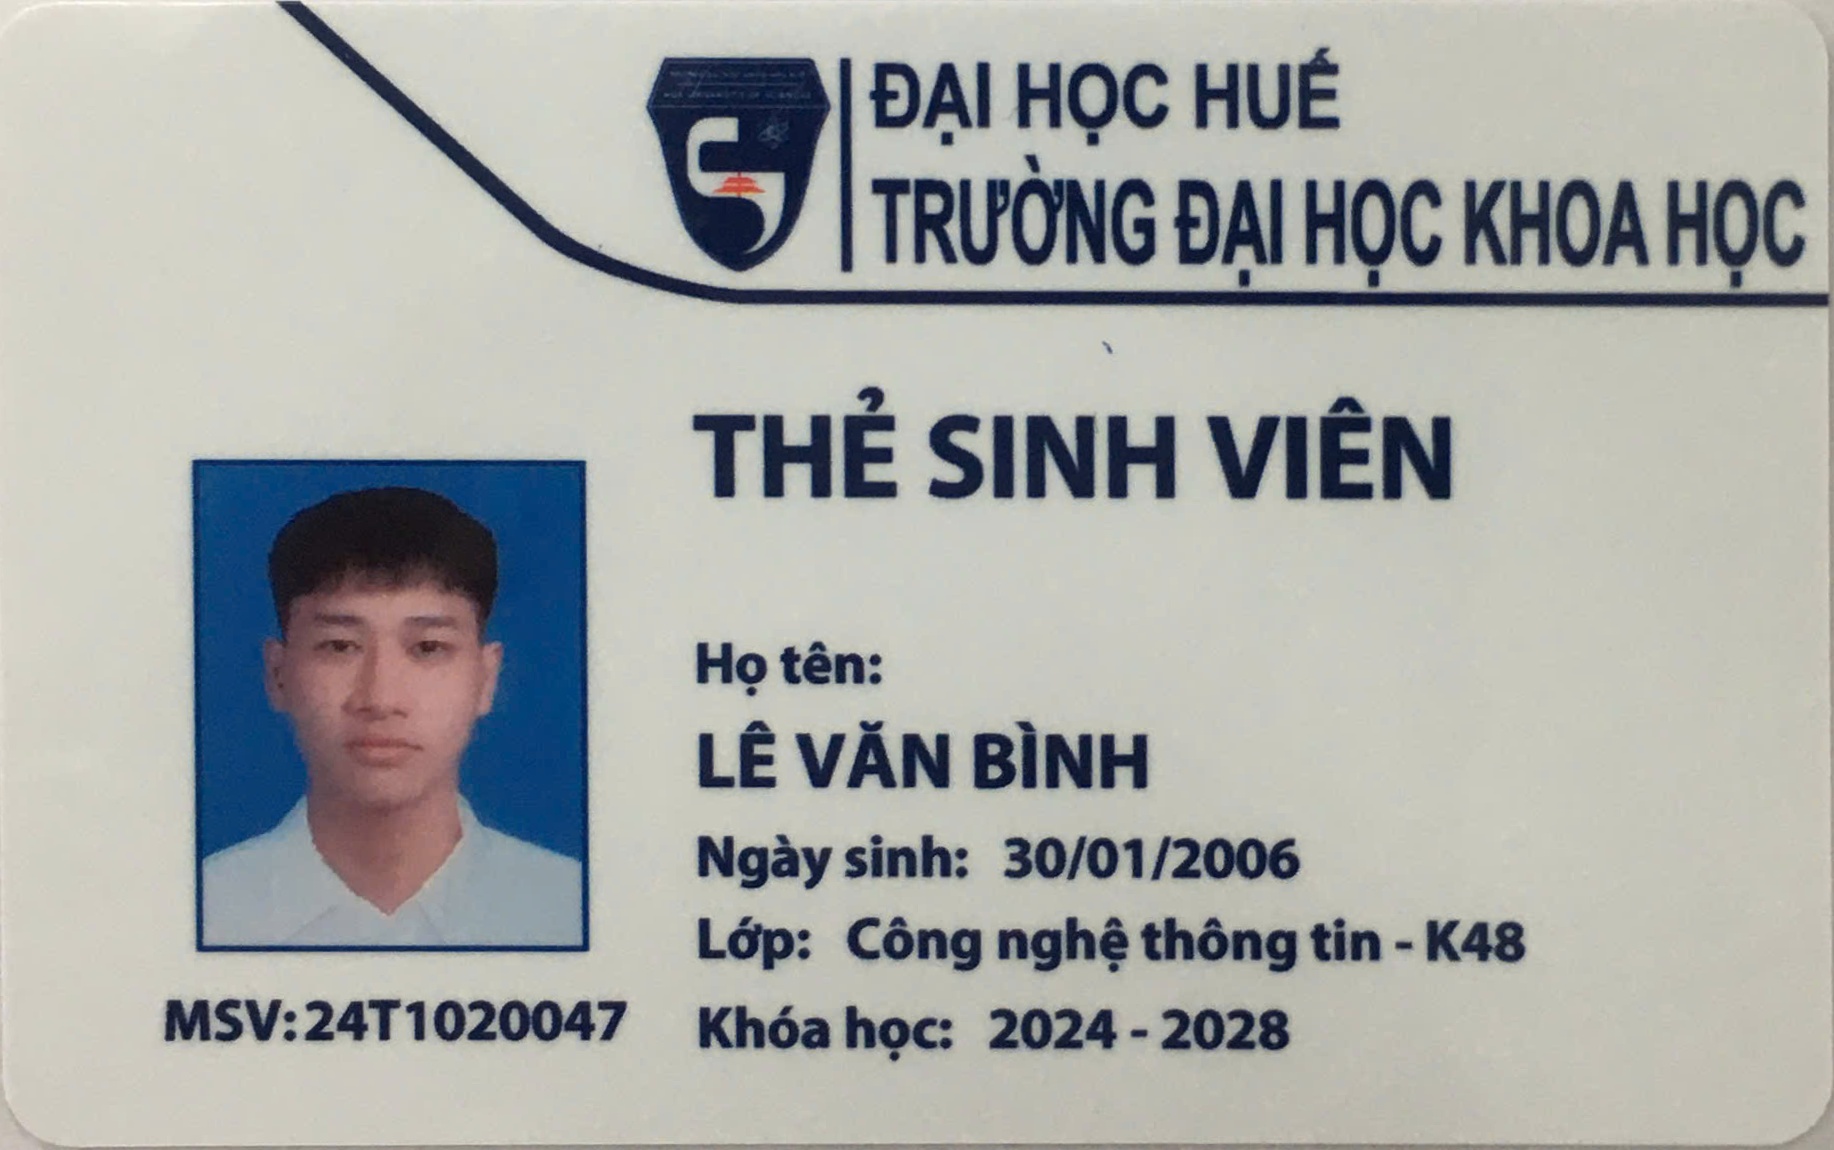 ĐẠI HỌC HUẾ
TRƯỜNG ĐẠI HỌC KHOA HỌC
THẺ SINH VIÊN
Họ tên:
LÊ VĂN BÌNH
Ngày sinh: 30/01/2006
Lớp: Công nghệ thông tin - K48
Khóa học: 2024 - 2028
MSV:24T1020047